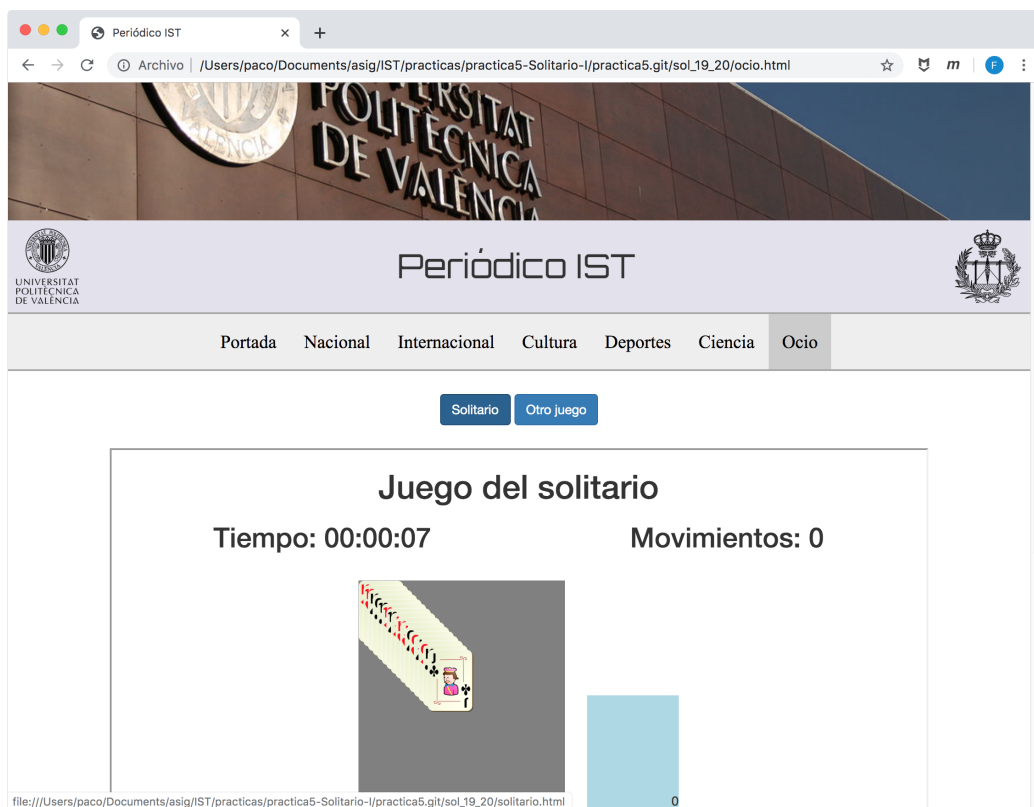 Periódico IST
Archivo | /Users/paco/Documents/asig/IST/practicas/practica5-Solitario-I/practica5.git/sol_19_20/ocio.html
m
F
VALENCIA
POLITÈCNICA
DE VALÈNCIA
UNIVERSITAT
POLITÈCNICA
DE VALÈNCIA
Periódico IST
Portada Nacional Internacional Cultura Deportes Ciencia Ocio
Solitario Otro juego
Juego del solitario
Tiempo: 00:00:07 Movimientos: 0
J
J
0
file:///Users/paco/Documents/asig/IST/practicas/practica5-Solitario-I/practica5.git/sol_19_20/solitario.html